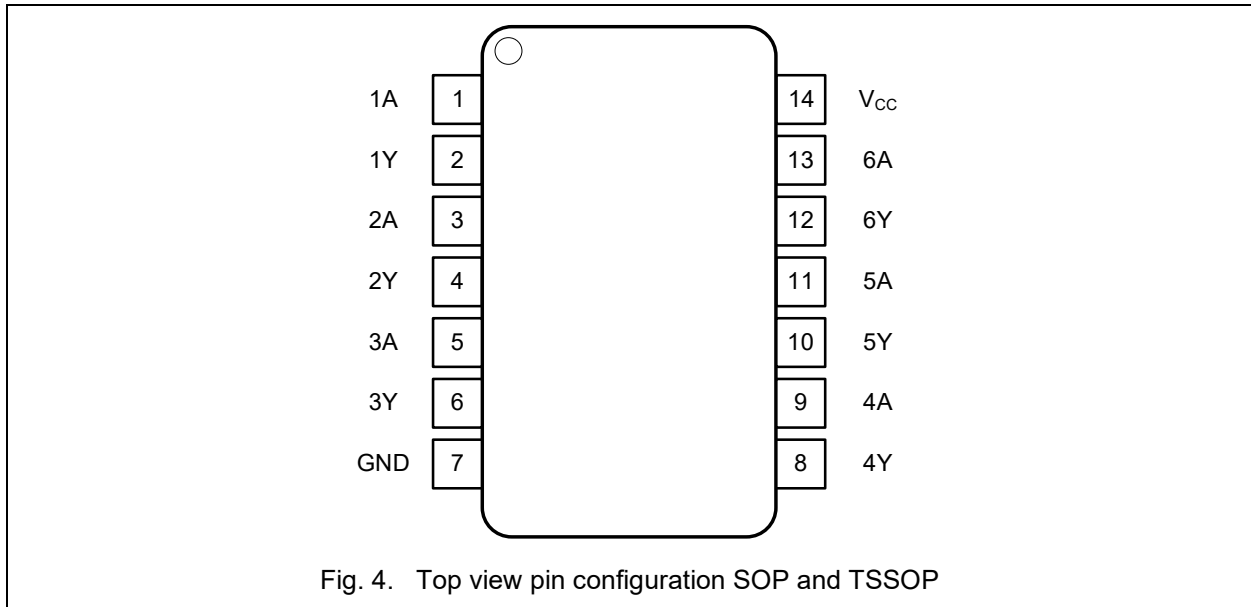 1A 1 14 VCC
1Y 2 13 6A
2A 3 12 6Y
2Y 4 11 5A
3A 5 10 5Y
3Y 6 9 4A
GND 7 8 4Y
Fig. 4. Top view pin configuration SOP and TSSOP